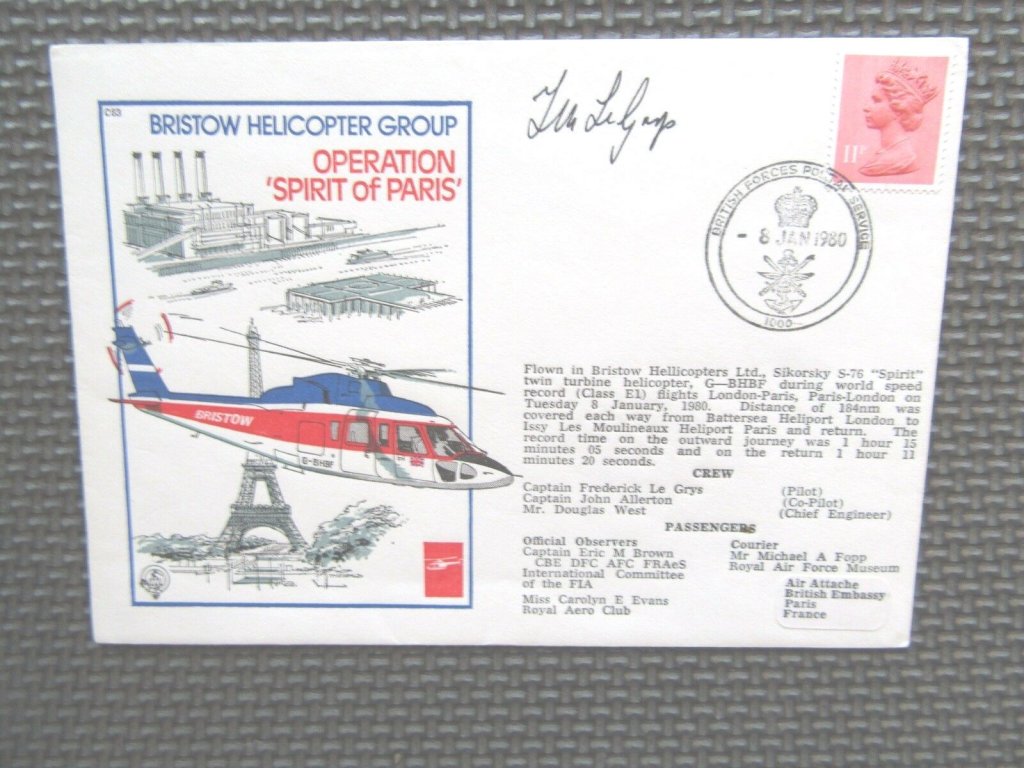 C83
BRISTOW HELICOPTER GROUP
OPERATION
'SPIRIT of PARIS'
BRISTOW
G-BHBF
11P
BRITISH FORCES POSTAL SERVICE
- 8 JAN 1980
1000
Flown in Bristow Hellicopters Ltd., Sikorsky S-76 "Spirit"
twin turbine helicopter, G—BHBF during world speed
record (Class E1) flights London-Paris, Paris-London on
Tuesday 8 January, 1980. Distance of 184nm was
covered each way from Battersea Heliport London to
Issy Les Moulineaux Heliport Paris and return. The
record time on the outward journey was 1 hour 15
minutes 05 seconds and on the return 1 hour 11
minutes 20 seconds.
CREW
Captain Frederick Le Grys (Pilot)
Captain John Allerton (Co-Pilot)
Mr. Douglas West (Chief Engineer)
PASSENGERS
Official Observers
Captain Eric M Brown
CBE DFC AFC FRAeS
International Committee
of the FIA
Miss Carolyn E Evans
Royal Aero Club
Courier
Mr Michael A Fopp
Royal Air Force Museum
Air Attache
British Embassy
Paris
France